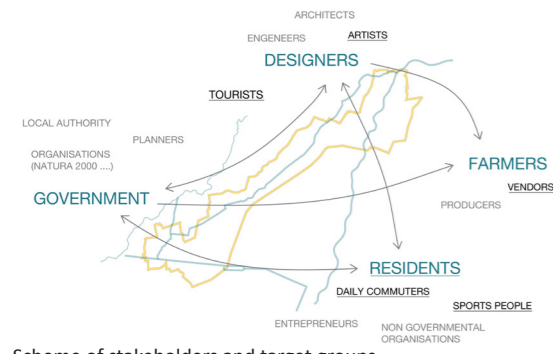 ARCHITECTS
ENGENEERS
ARTISTS
DESIGNERS
TOURISTS
LOCAL AUTHORITY
PLANNERS
ORGANISATIONS
(NATURA 2000 ....)
GOVERNMENT
FARMERS
VENDORS
PRODUCERS
RESIDENTS
DAILY COMMUTERS
SPORTS PEOPLE
ENTREPRENEURS
NON GOVERNMENTAL
ORGANISATIONS
Scheme of stakeholders and target groups